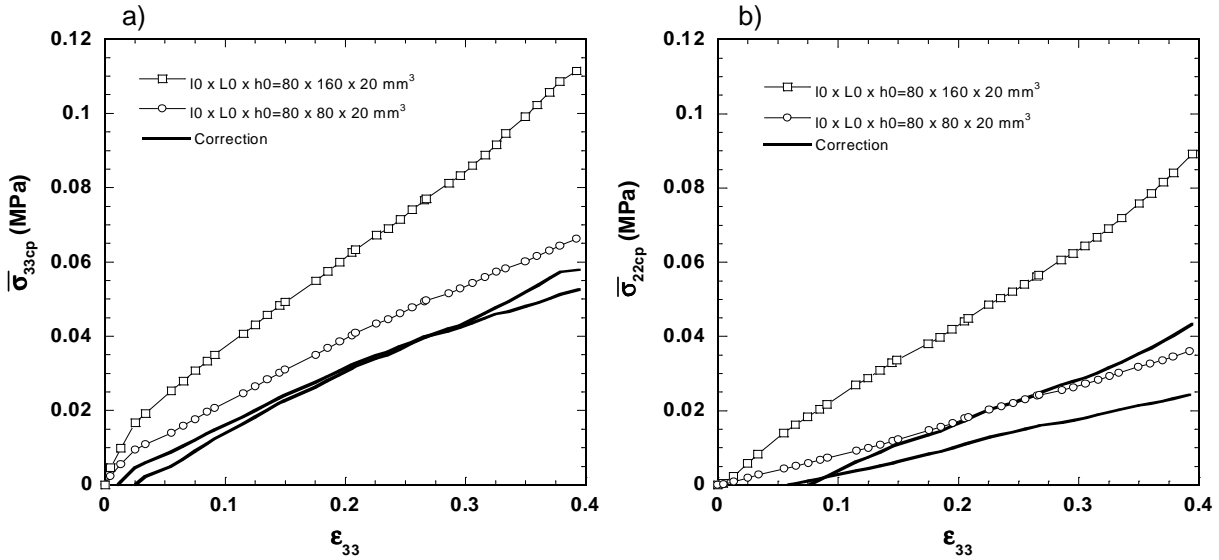 a)
0.12
0.1
0.08
0.06
0.04
0.02
0
σ̅33cp (MPa)
l0 x L0 x h0=80 x 160 x 20 mm³
l0 x L0 x h0=80 x 80 x 20 mm³
Correction
0 0.1 0.2 0.3 0.4
ε33
b)
0.12
0.1
0.08
0.06
0.04
0.02
0
σ̅22cp (MPa)
l0 x L0 x h0=80 x 160 x 20 mm³
l0 x L0 x h0=80 x 80 x 20 mm³
Correction
0 0.1 0.2 0.3 0.4
ε33